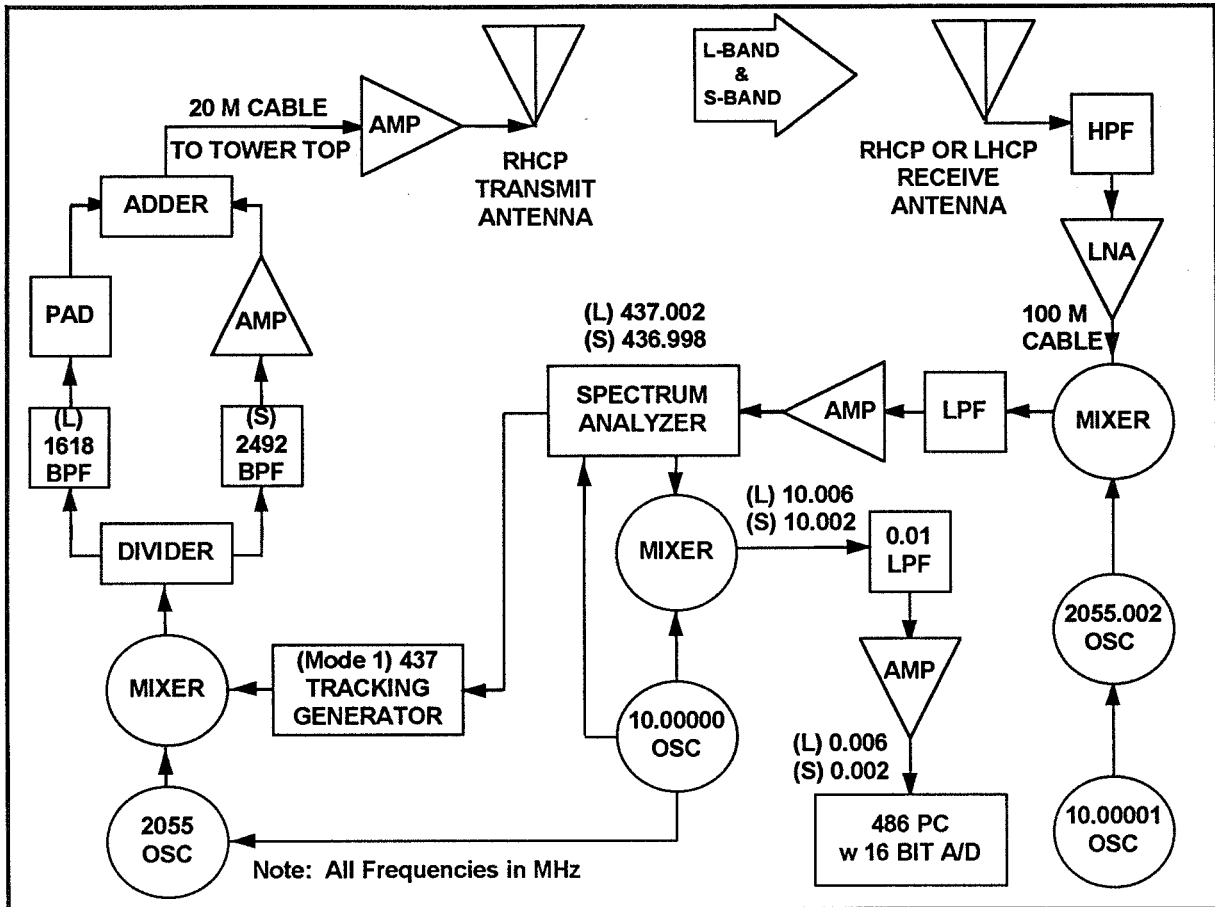 20 M CABLE
TO TOWER TOP
AMP
RHCP
TRANSMIT
ANTENNA
L-BAND
&
S-BAND
RHCP OR LHCP
RECEIVE
ANTENNA
HPF
LNA
100 M
CABLE
MIXER
LPF
AMP
(L) 437.002
(S) 436.998
SPECTRUM
ANALYZER
ADDER
PAD
AMP
(L)
1618
BPF
(S)
2492
BPF
DIVIDER
MIXER
(Mode 1) 437
TRACKING
GENERATOR
2055
OSC
MIXER
(L) 10.006
(S) 10.002
0.01
LPF
AMP
10.00000
OSC
(L) 0.006
(S) 0.002
486 PC
w 16 BIT A/D
2055.002
OSC
10.00001
OSC
Note: All Frequencies in MHz